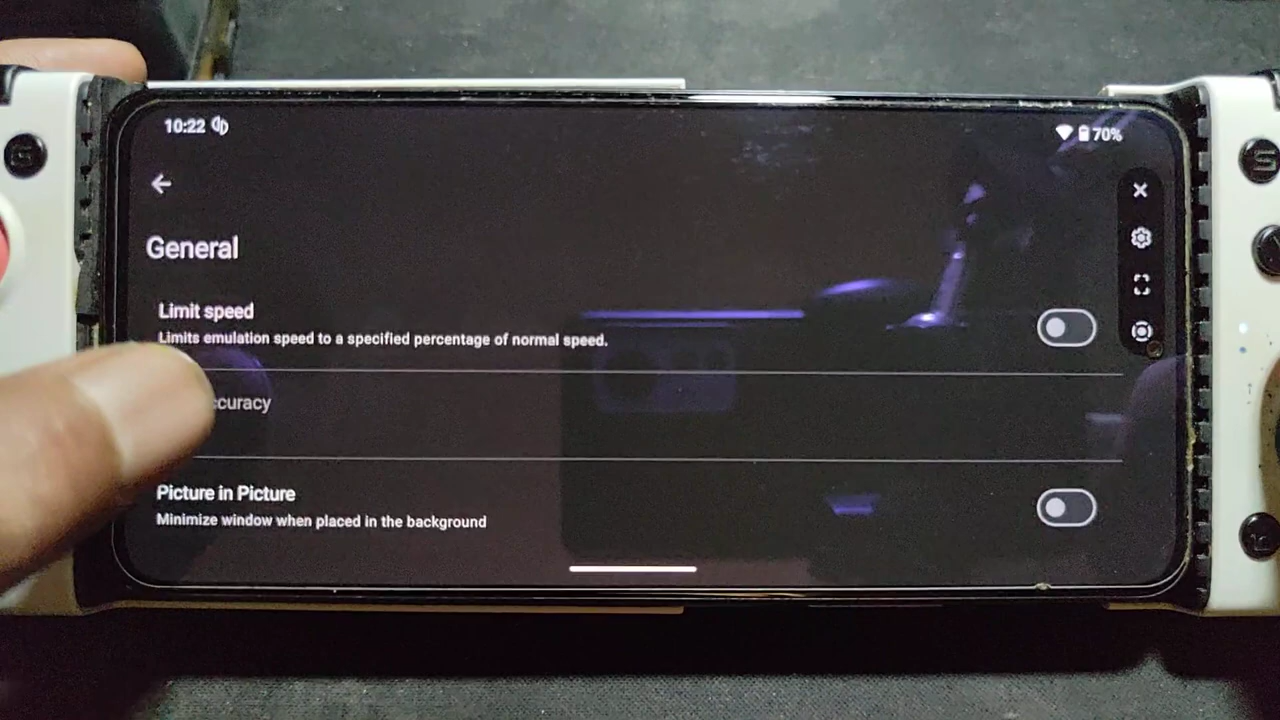 10:22
70%
General
Limit speed
Limits emulation speed to a specified percentage of normal speed.
ccuracy
Picture in Picture
Minimize window when placed in the background
S
S